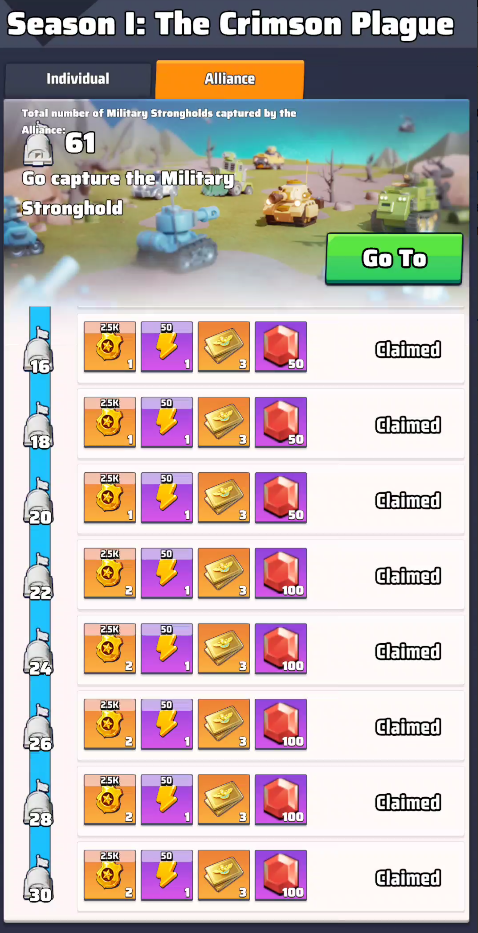 Season 1: The Crimson Plague
Individual
Alliance
Total number of Military Strongholds captured by the
Alliance:
61
Go capture the Military
Stronghold
Go To
16
2.5K 1
50 1
3
50
Claimed
18
2.5K 1
50 1
3
50
Claimed
20
2.5K 1
50 1
3
50
Claimed
22
2.5K 2
50 1
3
100
Claimed
24
2.5K 2
50 1
3
100
Claimed
26
2.5K 2
50 1
3
100
Claimed
28
2.5K 2
50 1
3
100
Claimed
30
2.5K 2
50 1
3
100
Claimed